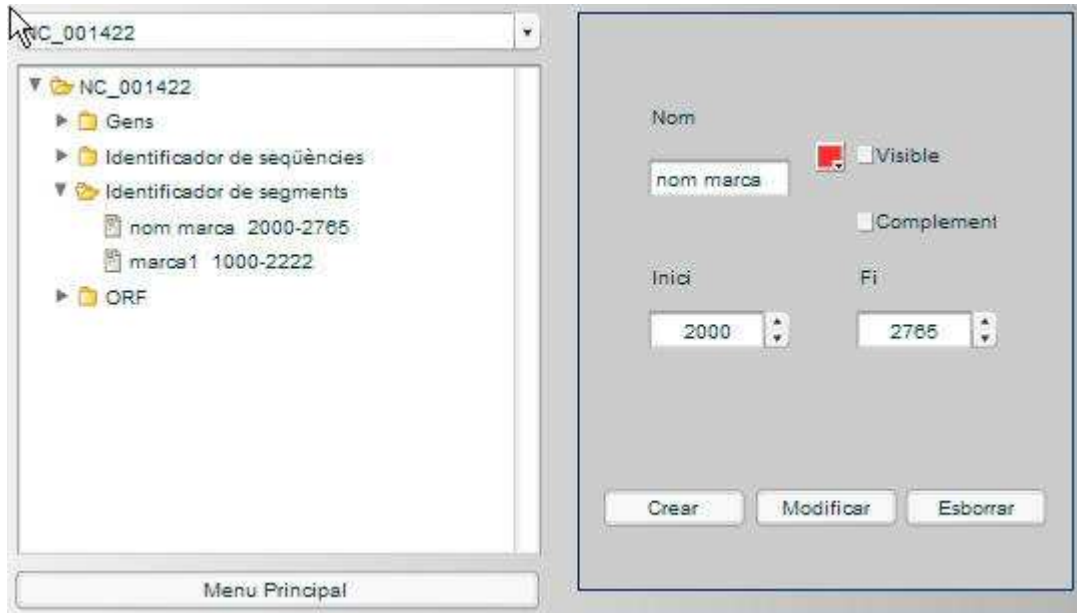 NC_001422
NC_001422
Gens
Identificador de seqüències
Identificador de segments
nom marca 2000-2765
marca1 1000-2222
ORF
Menu Principal
Nom
nom marca
Visible
Complement
Inici Fi
2000 2765
Crear Modificar Esborrar